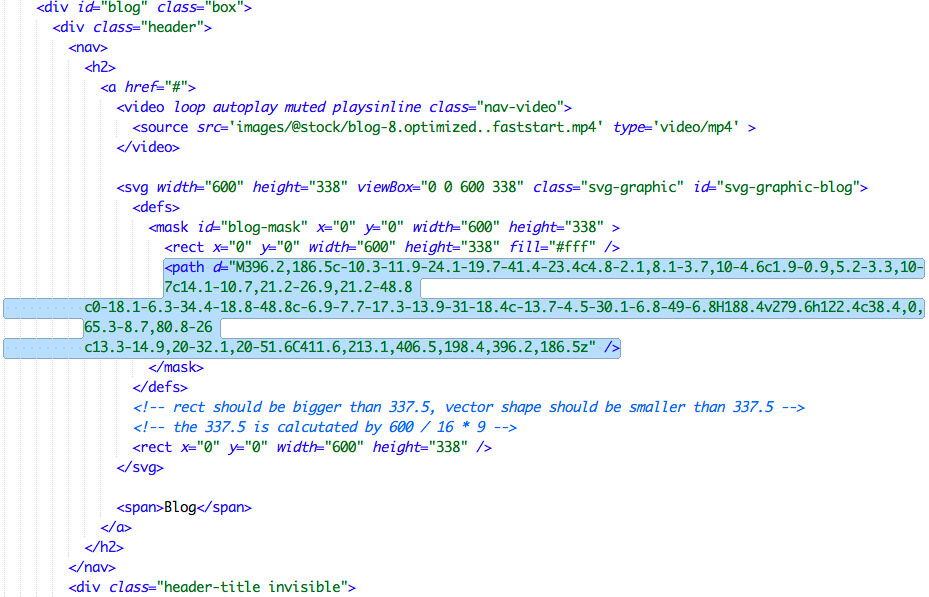 <div id="blog" class="box">
<div class="header">
<nav>
<h2>
<a href="#">
<video loop autoplay muted playsinline class="nav-video">
<source src='images/@stock/blog-8.optimized..faststart.mp4' type='video/mp4' >
</video>
<svg width="600" height="338" viewBox="0 0 600 338" class="svg-graphic" id="svg-graphic-blog">
<defs>
<mask id="blog-mask" x="0" y="0" width="600" height="338" >
<rect x="0" y="0" width="600" height="338" fill="#fff" />
<path d="M396.2,186.5c-10.3-11.9-24.1-19.7-41.4-23.4c4.8-2.1,8.1-3.7,10-4.6c1.9-0.9,5.2-3.3,10-
7c14.1-10.7,21.2-26.9,21.2-48.8
c0-18.1-6.3-34.4-18.8-48.8c-6.9-7.7-17.3-13.9-31-18.4c-13.7-4.5-30.1-6.8-49-6.8H188.4v279.6h122.4c38.4,0,
65.3-8.7,80.8-26
c13.3-14.9,20-32.1,20-51.6C411.6,213.1,406.5,198.4,396.2,186.5z" />
</mask>
</defs>
<!-- rect should be bigger than 337.5, vector shape should be smaller than 337.5 -->
<!-- the 337.5 is calcutated by 600 / 16 * 9 -->
<rect x="0" y="0" width="600" height="338" />
</svg>
<span>Blog</span>
</a>
</h2>
</nav>
<div class="header-title invisible">